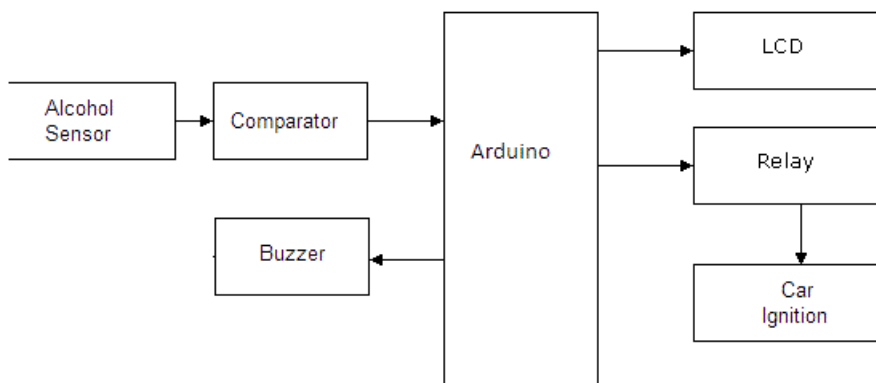 LCD
Alcohol
Sensor
Comparator
Arduino
Relay
Buzzer
Car
Ignition